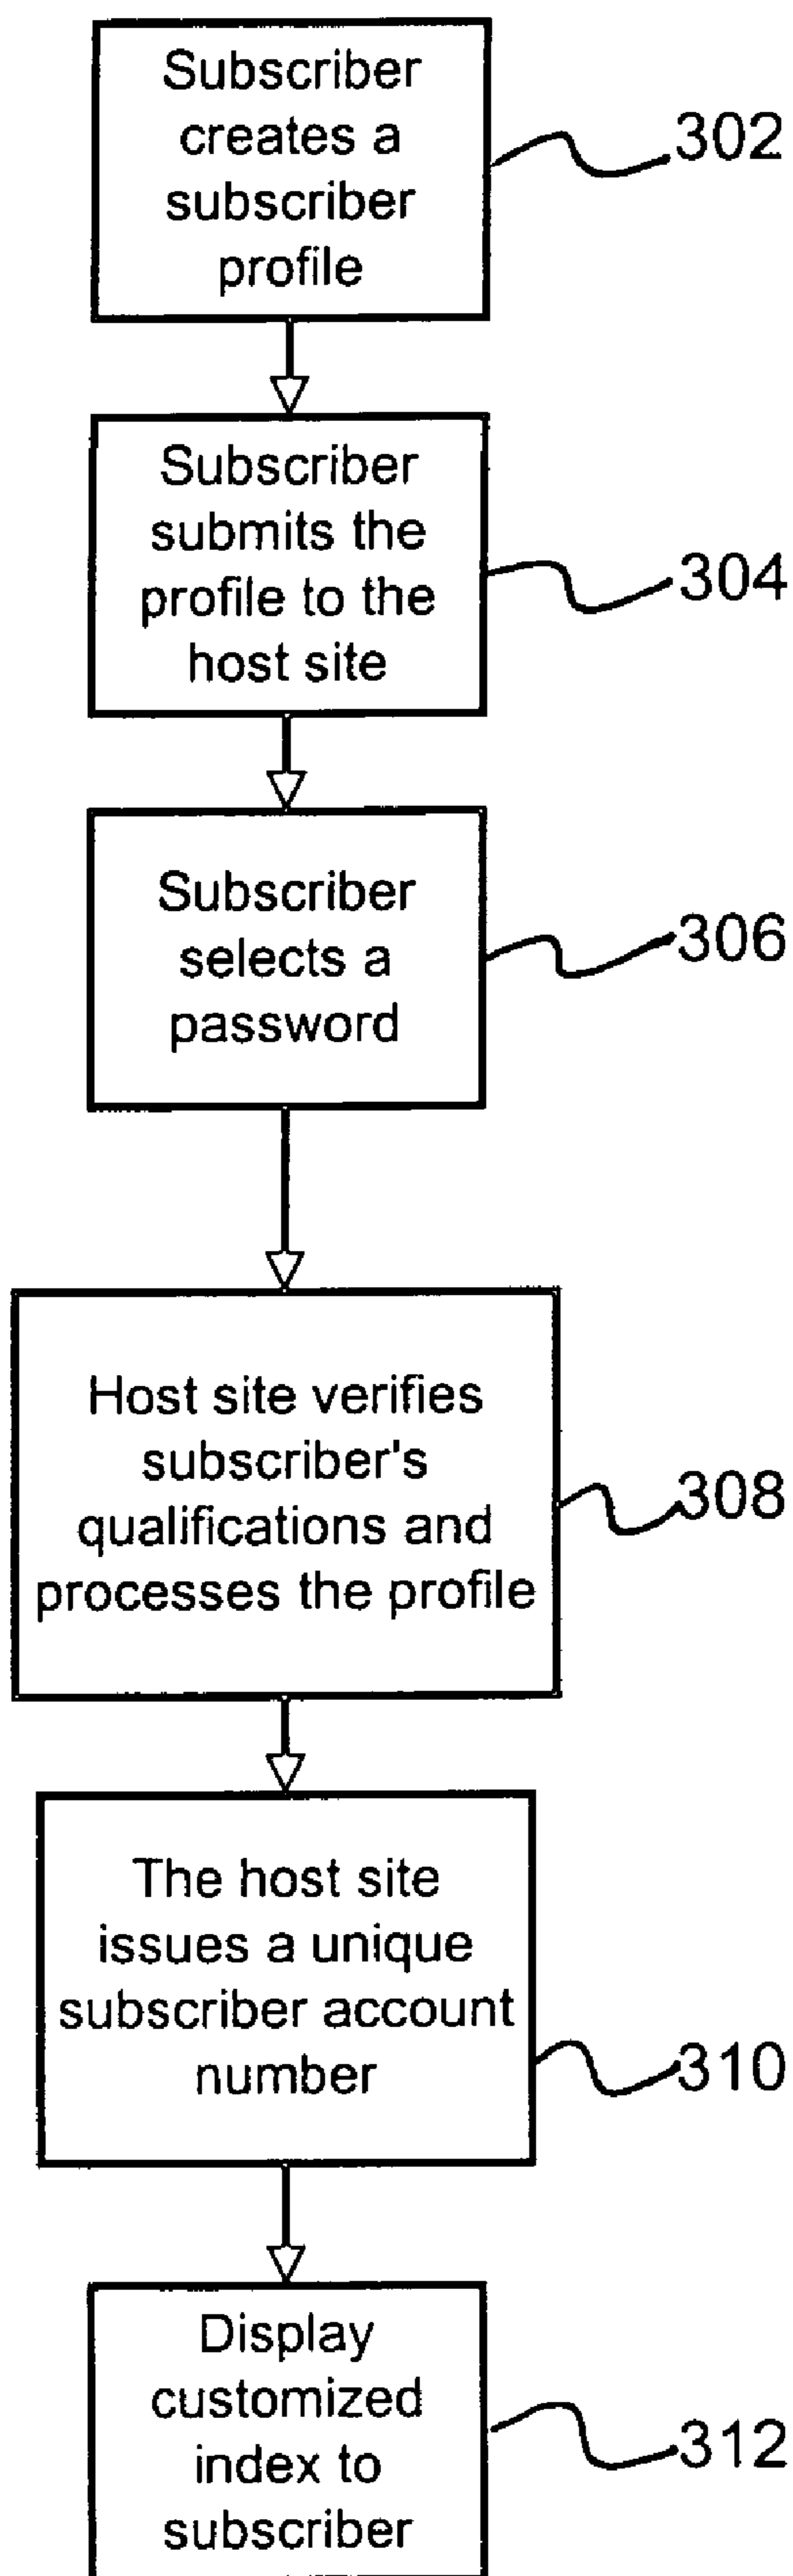 Subscriber
creates a
subscriber
profile
302
Subscriber
submits the
profile to the
host site
304
Subscriber
selects a
password
306
Host site verifies
subscriber's
qualifications and
processes the profile
308
The host site
issues a unique
subscriber account
number
310
Display
customized
index to
subscriber
312